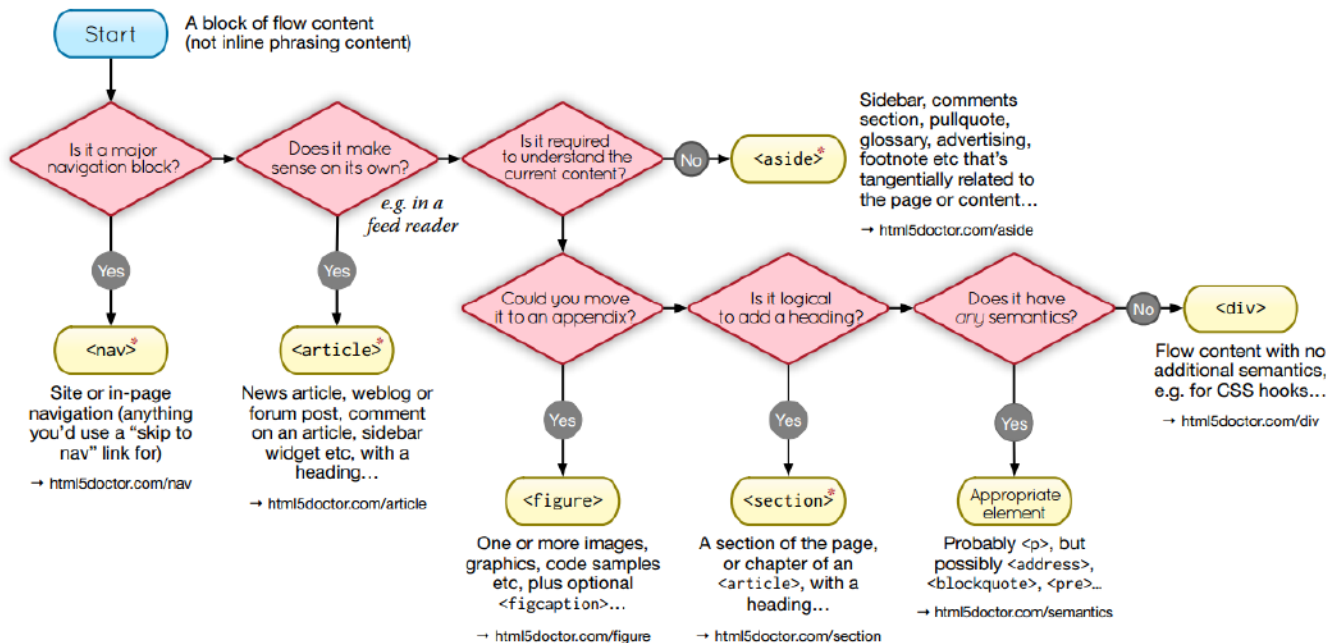 Start
A block of flow content
(not inline phrasing content)
Is it a major
navigation block?
Does it make
sense on its own?
e.g. in a
feed reader
Is it required
to understand the
current content?
No
<aside>*
Sidebar, comments
section, pullquote,
glossary, advertising,
footnote etc that's
tangentially related to
the page or content…
→ html5doctor.com/aside
Yes
<nav>*
Site or in-page
navigation (anything
you'd use a “skip to
nav” link for)
→ html5doctor.com/nav
Yes
<article>*
News article, weblog or
forum post, comment
on an article, sidebar
widget etc, with a
heading…
→ html5doctor.com/article
Could you move
it to an appendix?
Yes
<figure>
One or more images,
graphics, code samples
etc, plus optional
<figcaption>…
→ html5doctor.com/figure
Is it logical
to add a heading?
Yes
<section>*
A section of the page,
or chapter of an
<article>, with a
heading…
→ html5doctor.com/section
Does it have
any semantics?
Yes
Appropriate
element
Probably <p>, but
possibly <address>,
<blockquote>, <pre>…
→ html5doctor.com/semantics
No
<div>
Flow content with no
additional semantics,
e.g. for CSS hooks…
→ html5doctor.com/div